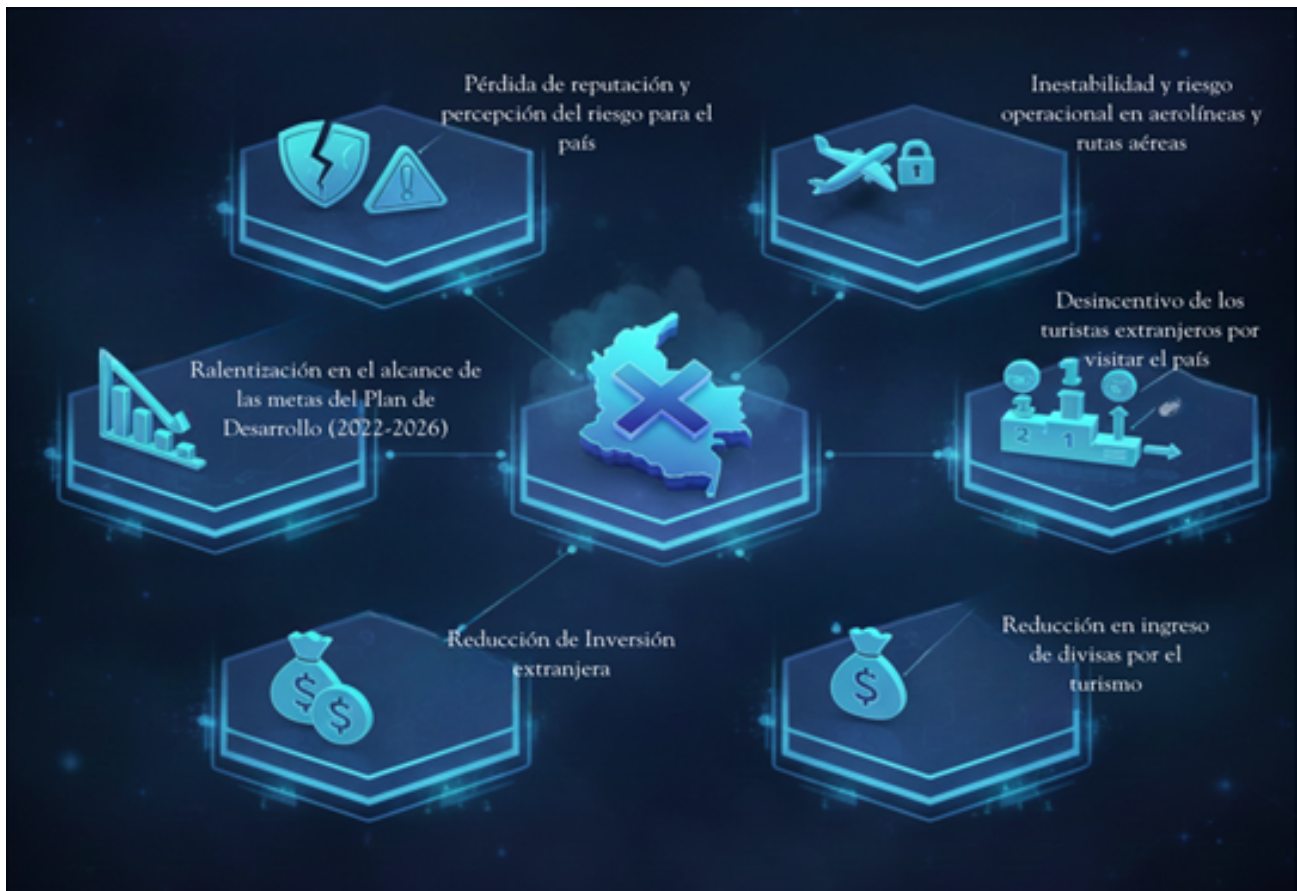 Pérdida de reputación y
percepción del riesgo para el
país
Inestabilidad y riesgo
operacional en aerolíneas y
rutas aéreas
Desincentivo de los
turistas extranjeros por
visitar el país
2
1
Ralentización en el alcance de
las metas del Plan de
Desarrollo (2022-2026)
Reducción de Inversión
extranjera
$
$
Reducción en ingreso
de divisas por el
turismo
$